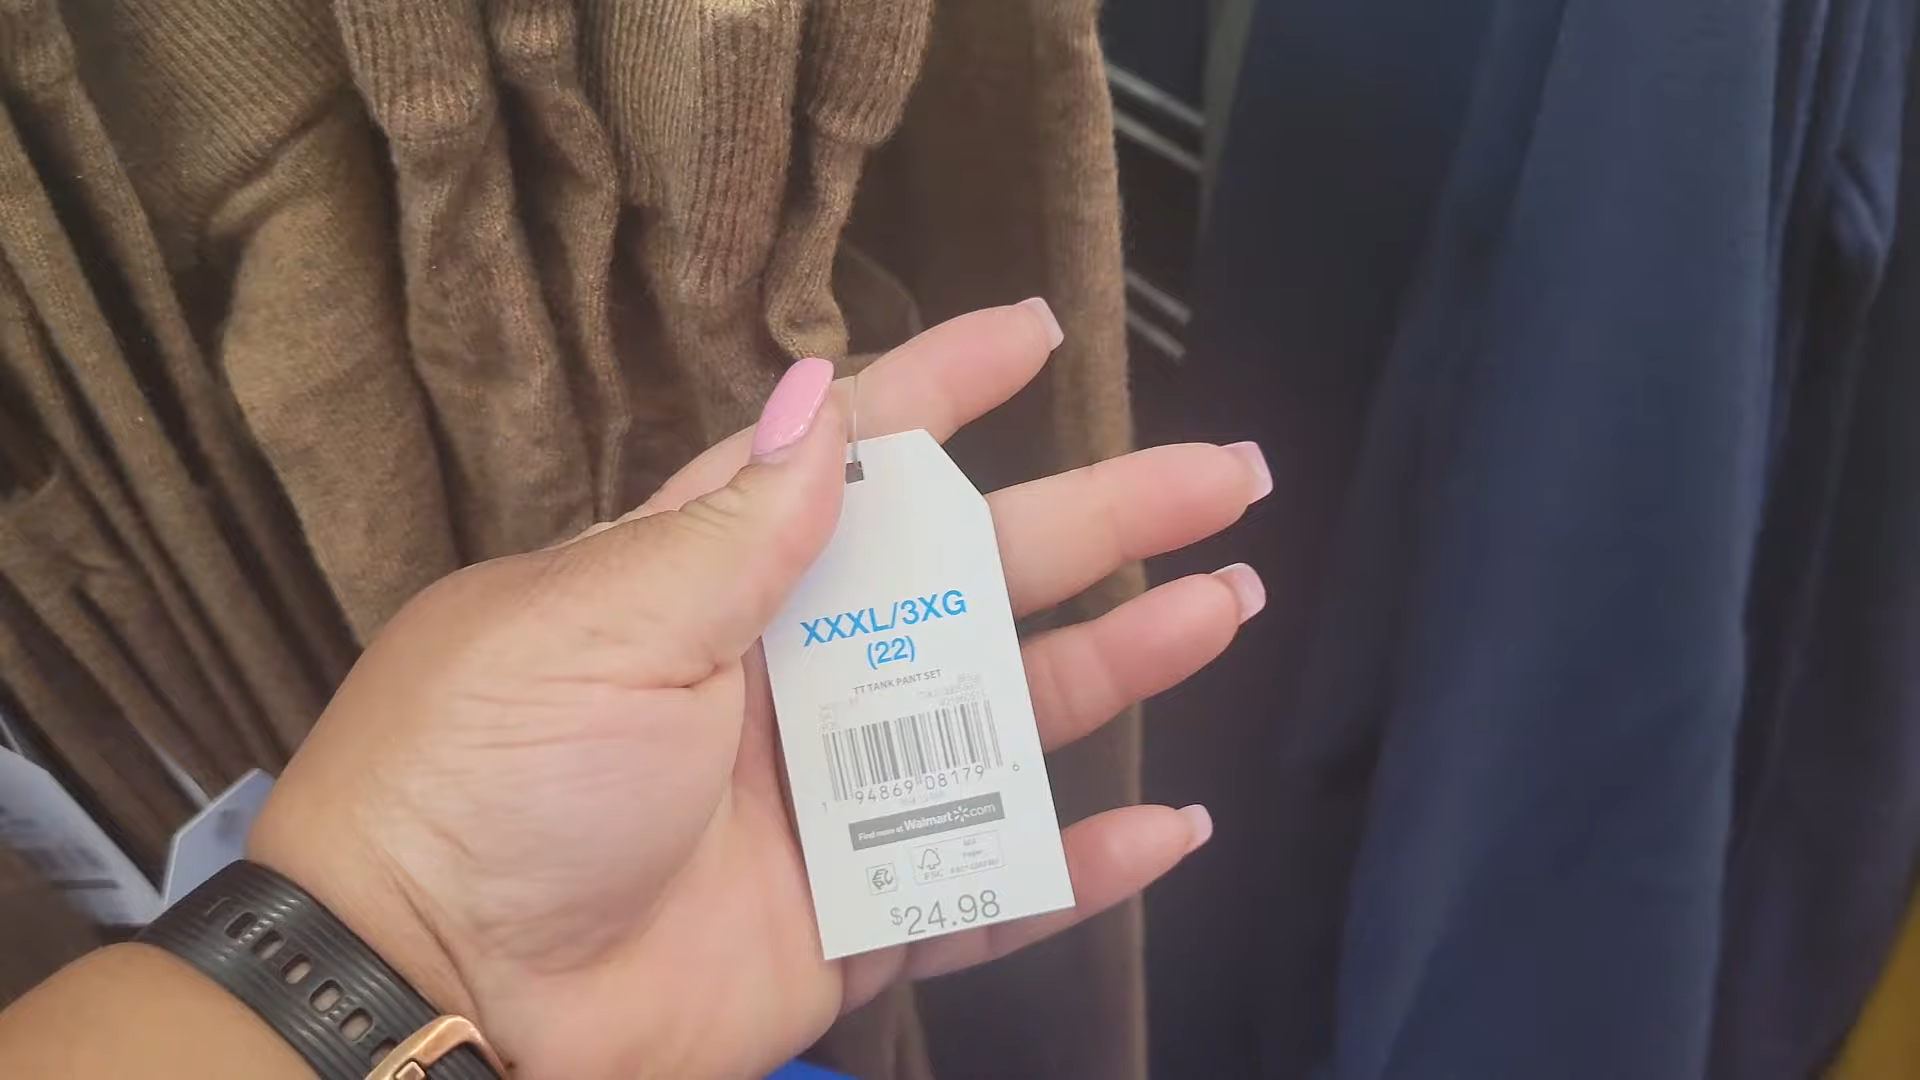 XXXL/3XG
(22)
TT TANK PANT SET
1 94869 08179 6
Find more at Walmart.com
FSC
$24.98